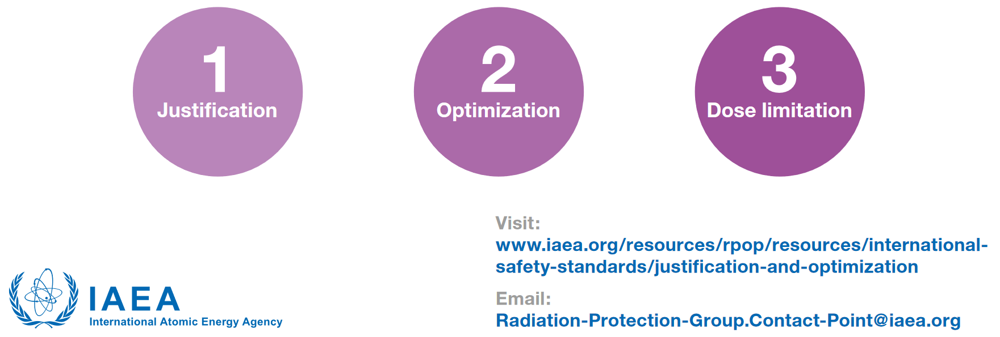 1
Justification
2
Optimization
3
Dose limitation
Visit:
www.iaea.org/resources/rpop/resources/international-
safety-standards/justification-and-optimization
Email:
Radiation-Protection-Group.Contact-Point@iaea.org
IAEA
International Atomic Energy Agency